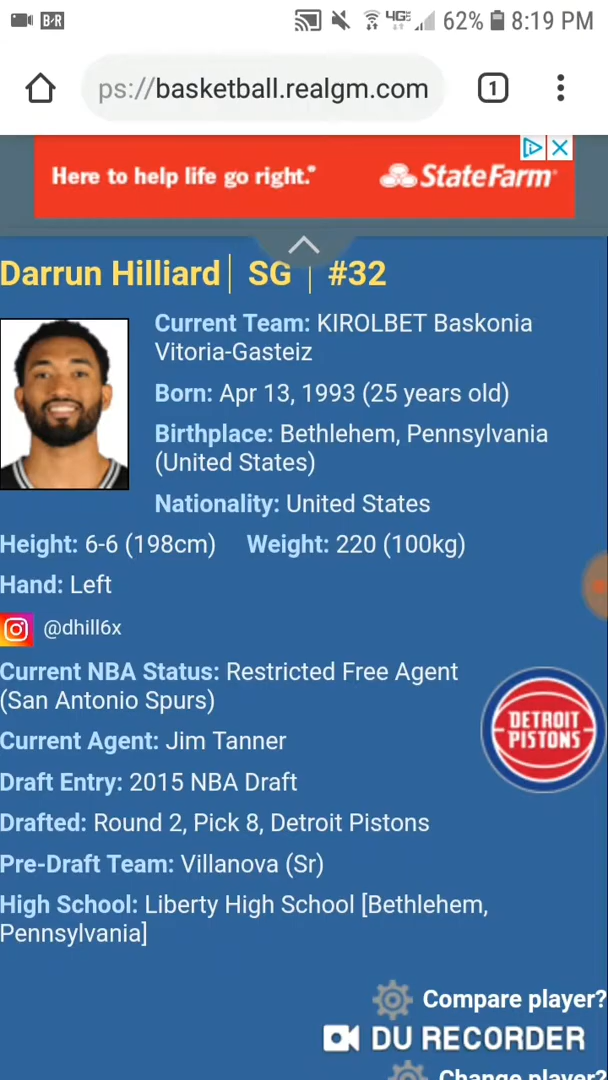 B/R 4GE 62% 8:19 PM
ps://basketball.realgm.com 1
Here to help life go right.® StateFarm®
Darrun Hilliard | SG | #32
Current Team: KIROLBET Baskonia
Vitoria-Gasteiz
Born: Apr 13, 1993 (25 years old)
Birthplace: Bethlehem, Pennsylvania
(United States)
Nationality: United States
Height: 6-6 (198cm) Weight: 220 (100kg)
Hand: Left
@dhill6x
Current NBA Status: Restricted Free Agent
(San Antonio Spurs)
DETROIT
PISTONS
Current Agent: Jim Tanner
Draft Entry: 2015 NBA Draft
Drafted: Round 2, Pick 8, Detroit Pistons
Pre-Draft Team: Villanova (Sr)
High School: Liberty High School [Bethlehem,
Pennsylvania]
Compare player?
DU RECORDER
Change player?